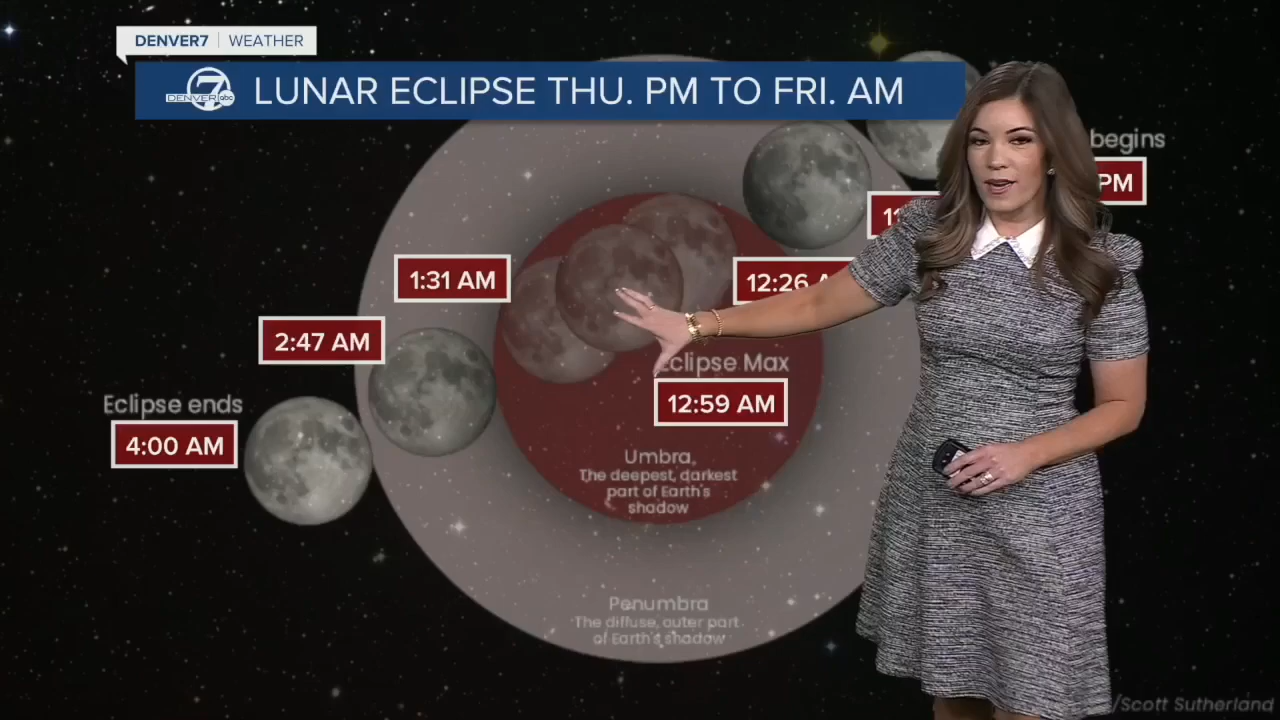 DENVER7 | WEATHER
DENVER 7 abc
LUNAR ECLIPSE THU. PM TO FRI. AM
begins
PM
11
1:31 AM
12:26
2:47 AM
Eclipse Max
12:59 AM
Eclipse ends
4:00 AM
Umbra
The deepest, darkest
part of Earth's
shadow
Penumbra
The diffuse, outer part
of Earth's shadow
/Scott Sutherland